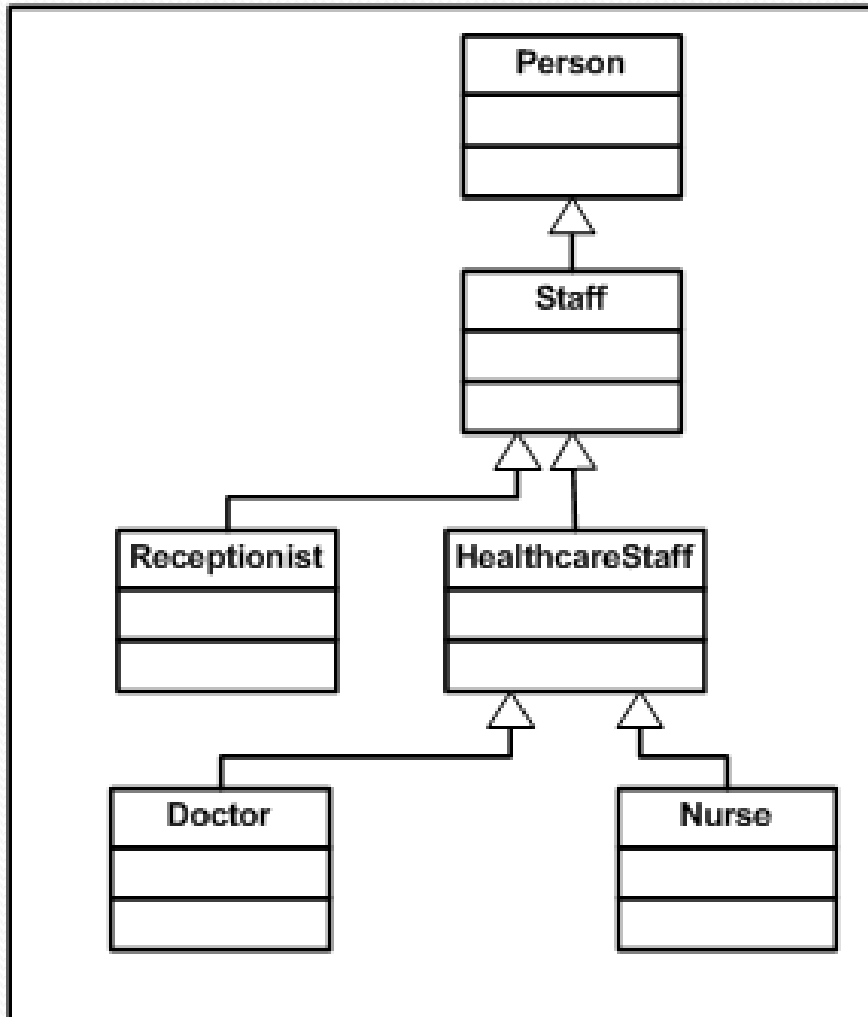 Person
Staff
Receptionist
HealthcareStaff
Doctor
Nurse